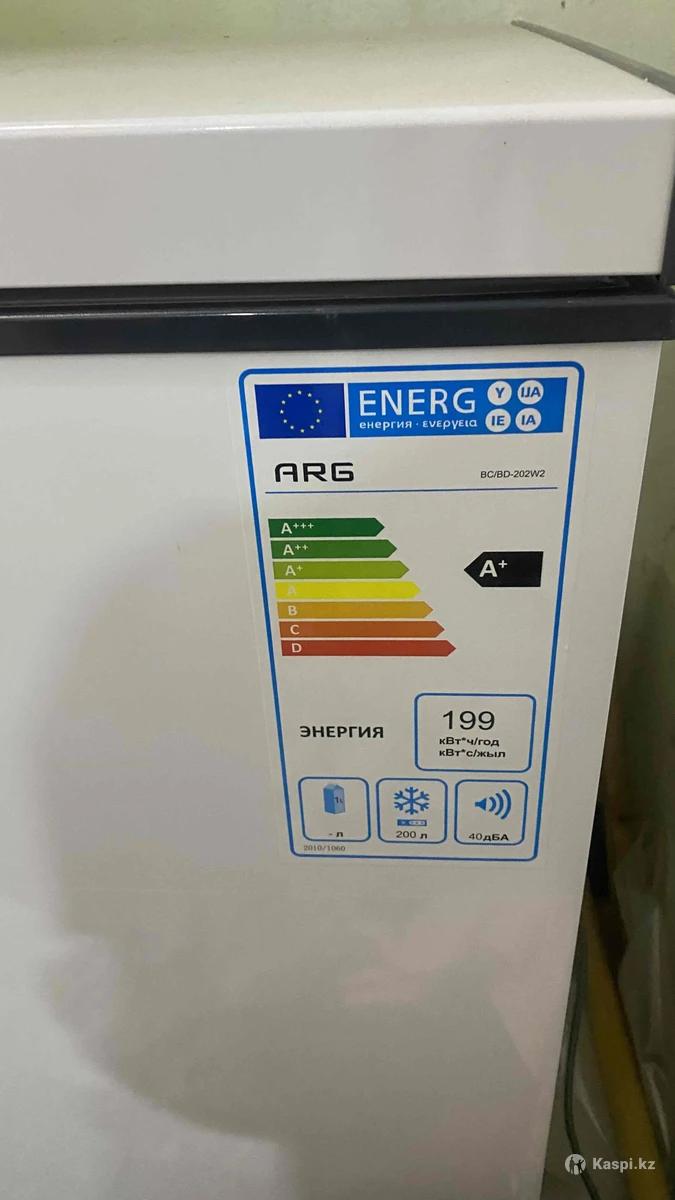 ENERG Y IJA
енергия · ενεργεια IE IA
ARG BC/BD-202W2
A+++
A++
A+ A+
A
B
C
D
ЭНЕРГИЯ 199
кВт*ч/год
кВт*с/жыл
1L
- л 200 л 40дБА
2010/1060
Kaspi.kz